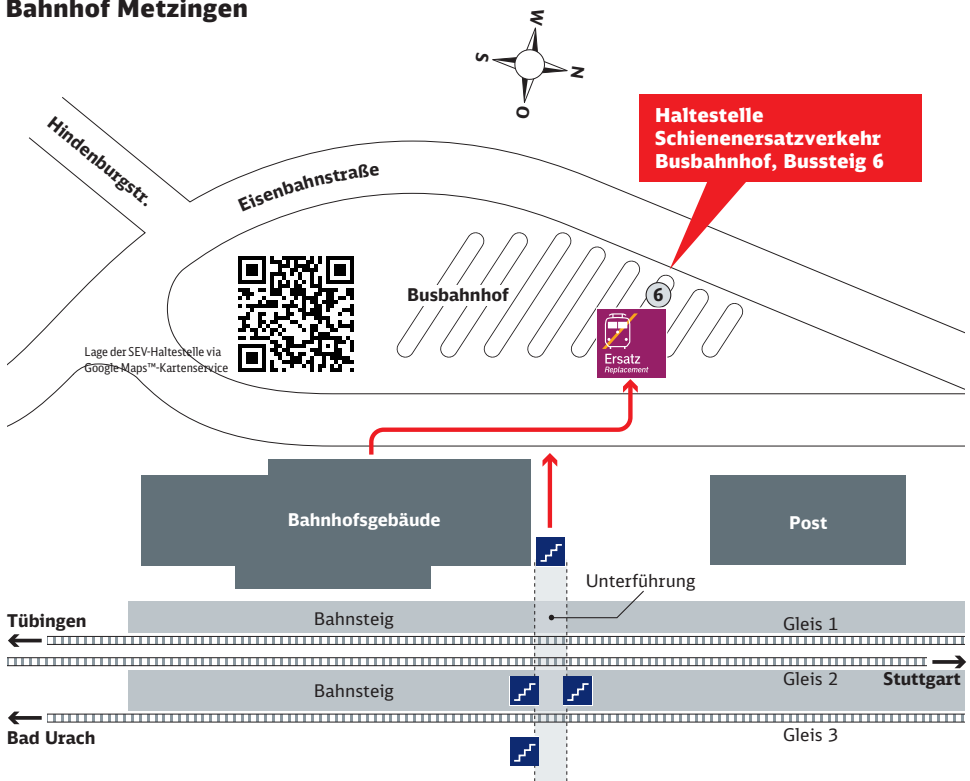 Bahnhof Metzingen
W
S
N
O
Haltestelle
Schienenersatzverkehr
Busbahnhof, Bussteig 6
Hindenburgstr.
Eisenbahnstraße
Busbahnhof
6
Ersatz
Replacement
Lage der SEV-Haltestelle via
Google Maps™-Kartenservice
Bahnhofsgebäude
Post
Unterführung
Tübingen
Bahnsteig
Gleis 1
Bahnsteig
Gleis 2
Stuttgart
Bad Urach
Gleis 3